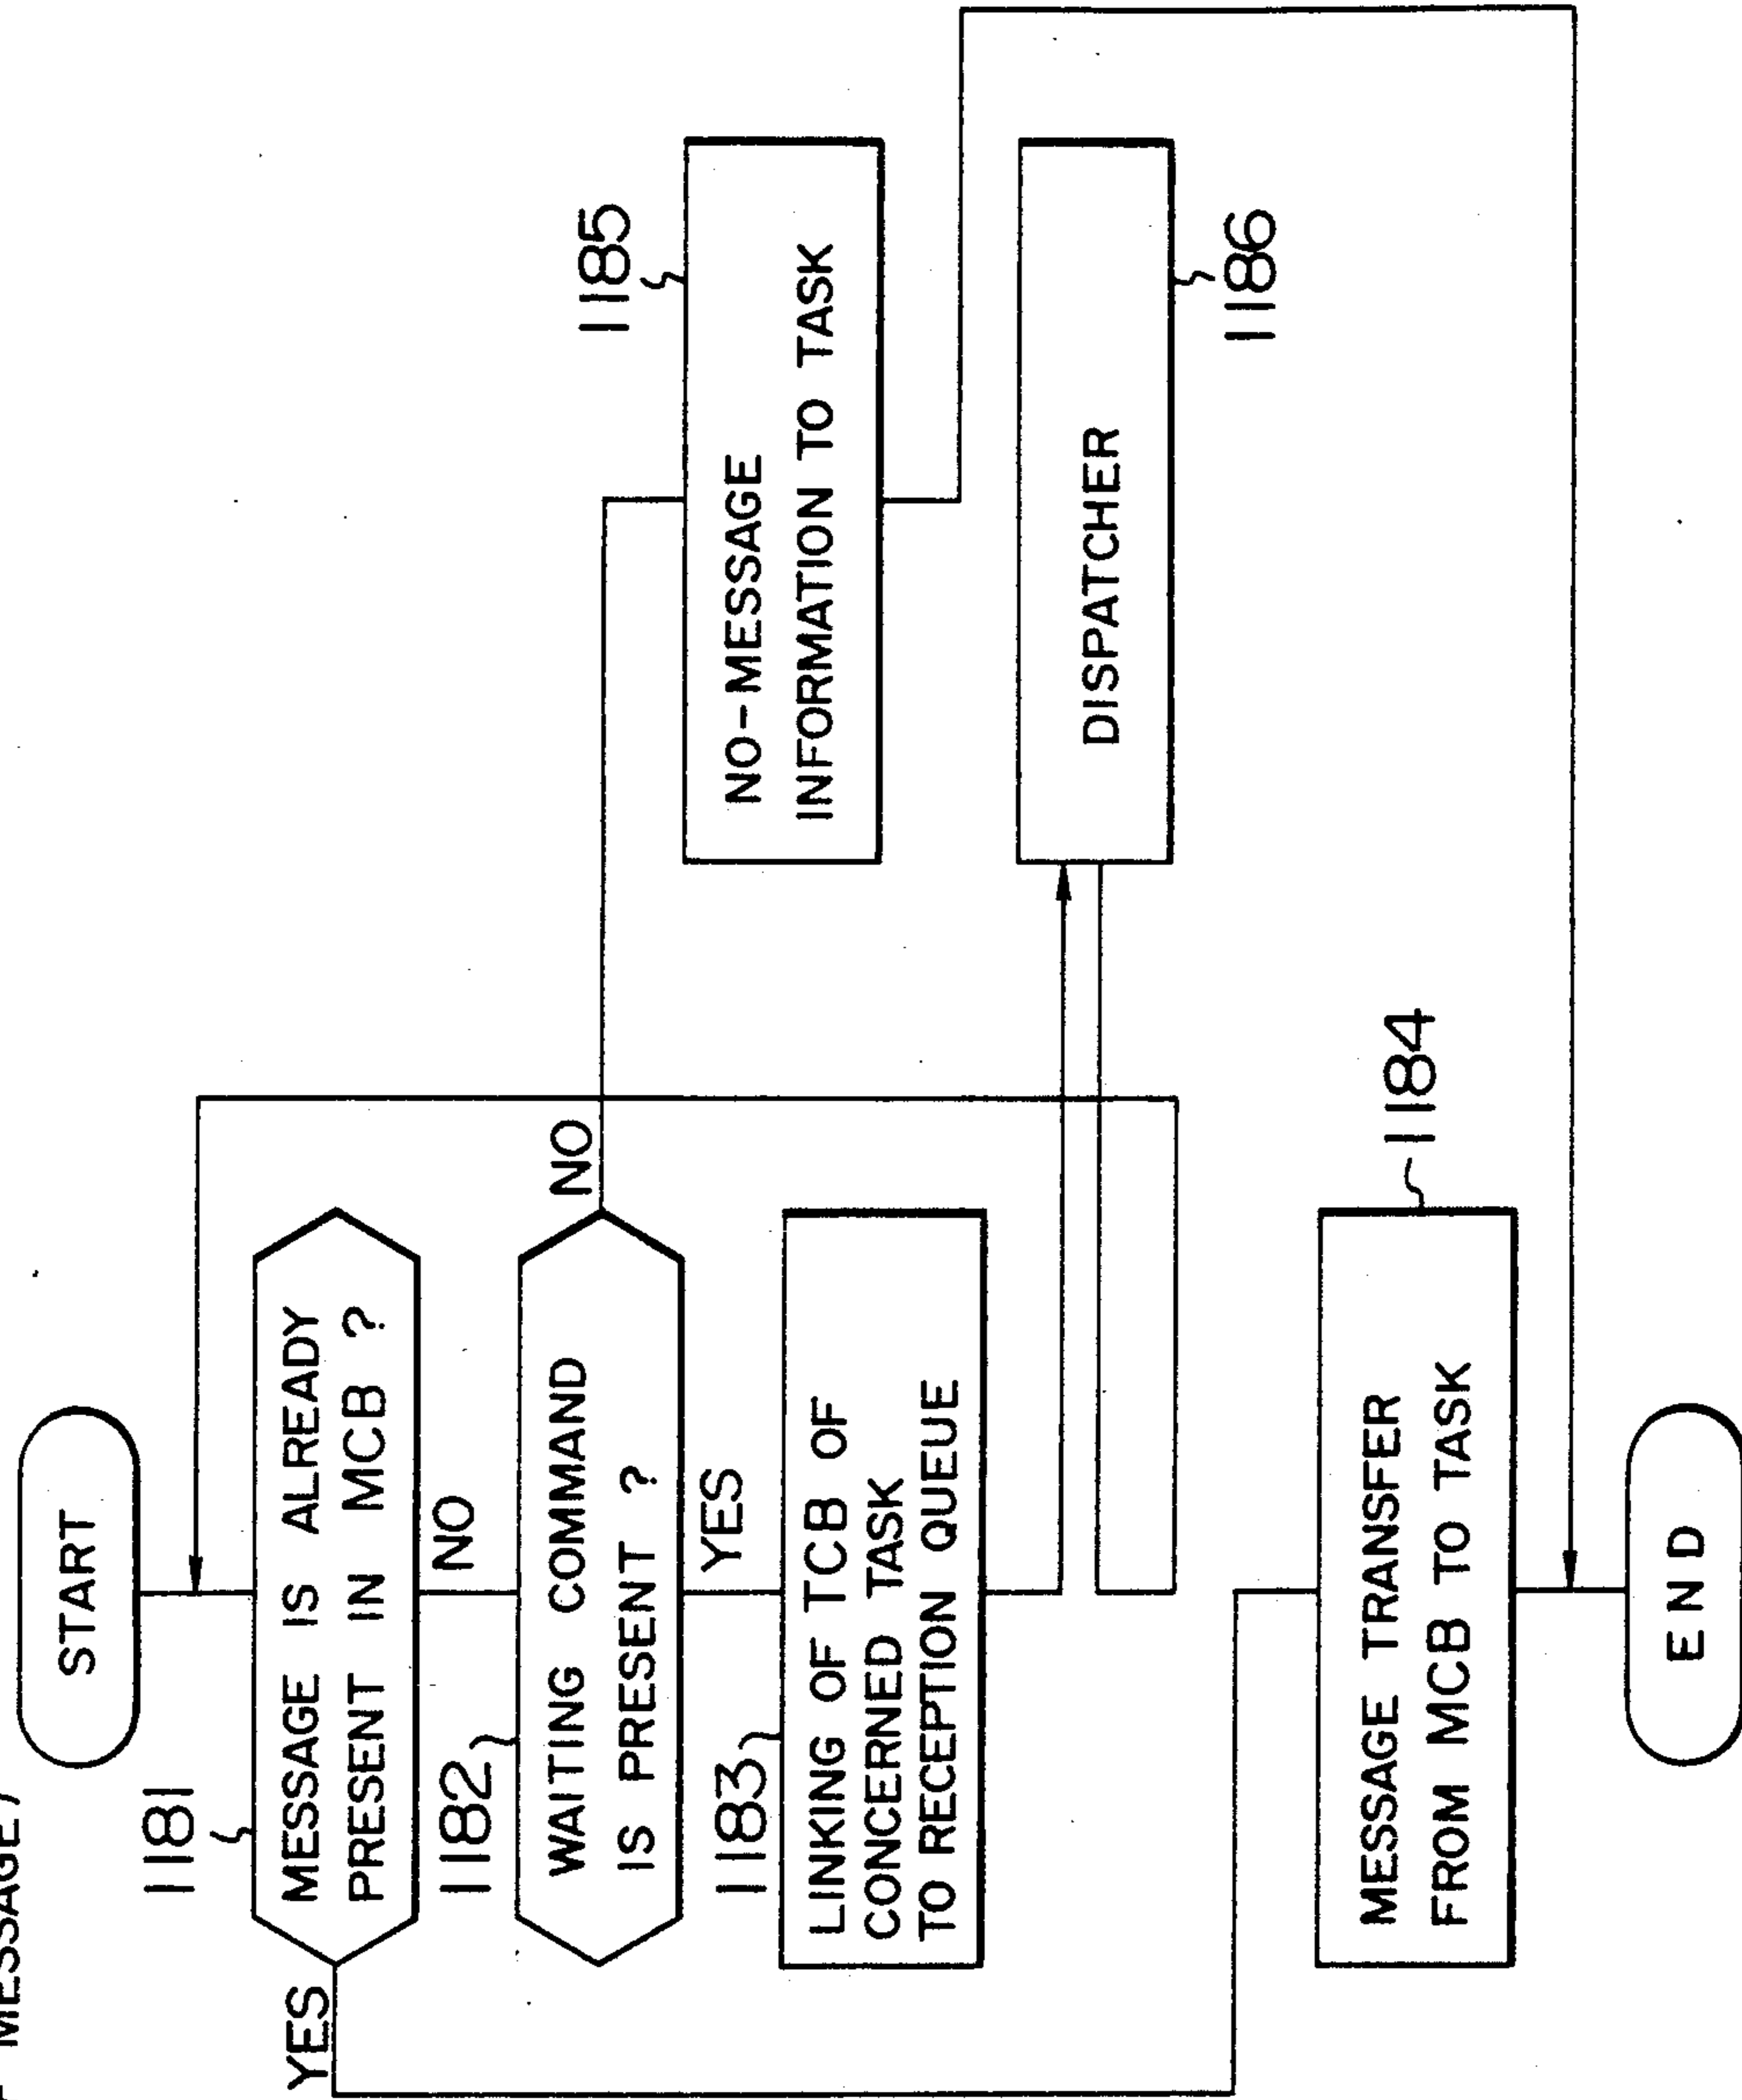 MESSAGE
START
1181
MESSAGE IS ALREADY
PRESENT IN MCB ?
YES
NO
1182
WAITING COMMAND
IS PRESENT ?
NO
YES
1183
LINKING OF TCB OF
CONCERNED TASK
TO RECEPTION QUEUE
1185
NO-MESSAGE
INFORMATION TO TASK
DISPATCHER
1186
1184
MESSAGE TRANSFER
FROM MCB TO TASK
END